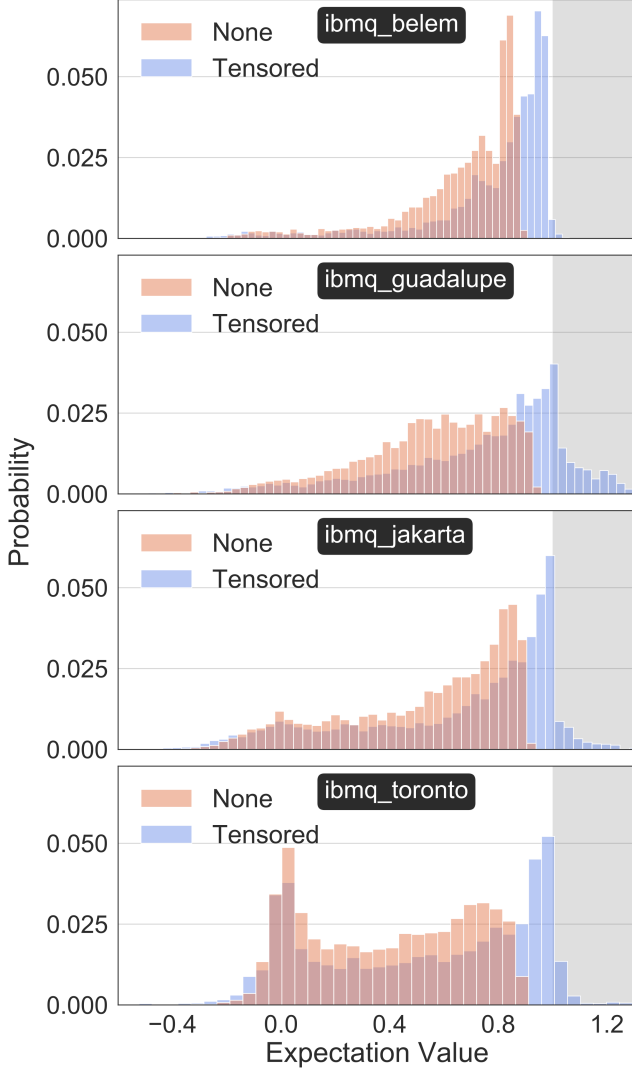 ibmq_belem
None
Tensored
0.050
0.025
0.000
ibmq_guadalupe
None
Tensored
0.050
0.025
0.000
ibmq_jakarta
None
Tensored
0.050
0.025
0.000
ibmq_toronto
None
Tensored
0.050
0.025
0.000
Probability
−0.4 0.0 0.4 0.8 1.2
Expectation Value